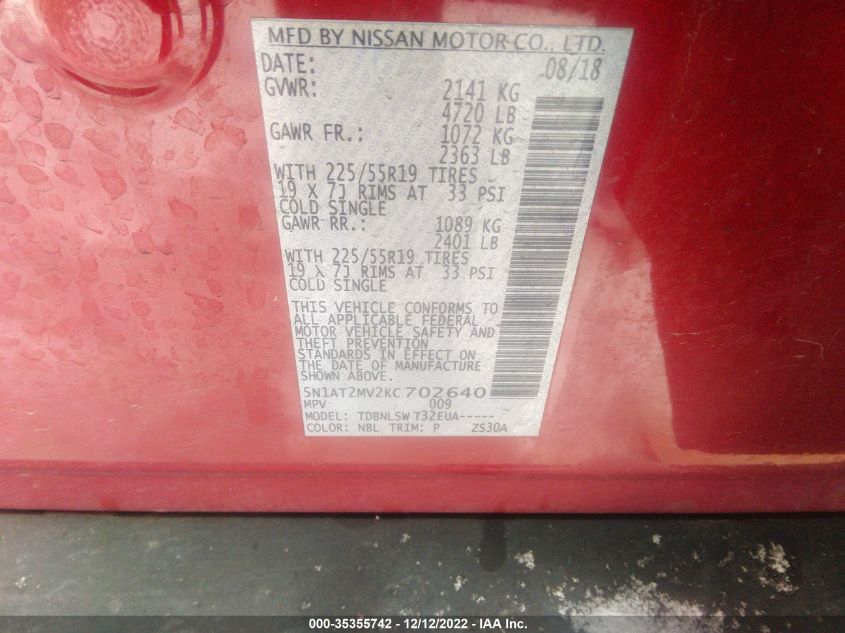 MFD BY NISSAN MOTOR CO., LTD.
DATE: 08/18
GVWR: 2141 KG
4720 LB
GAWR FR.: 1072 KG
2363 LB
WITH 225/55R19 TIRES
19 X 7J RIMS AT 33 PSI
COLD SINGLE
GAWR RR.: 1089 KG
2401 LB
WITH 225/55R19 TIRES
19 X 7J RIMS AT 33 PSI
COLD SINGLE
THIS VEHICLE CONFORMS TO
ALL APPLICABLE FEDERAL
MOTOR VEHICLE SAFETY AND
THEFT PREVENTION
STANDARDS IN EFFECT ON
THE DATE OF MANUFACTURE
SHOWN ABOVE.
5N1AT2MV2KC702640
MPV 009
MODEL: TDBNLSW T32EUA-----
COLOR: NBL TRIM: P ZS30A
000-35355742 - 12/12/2022 - IAA Inc.